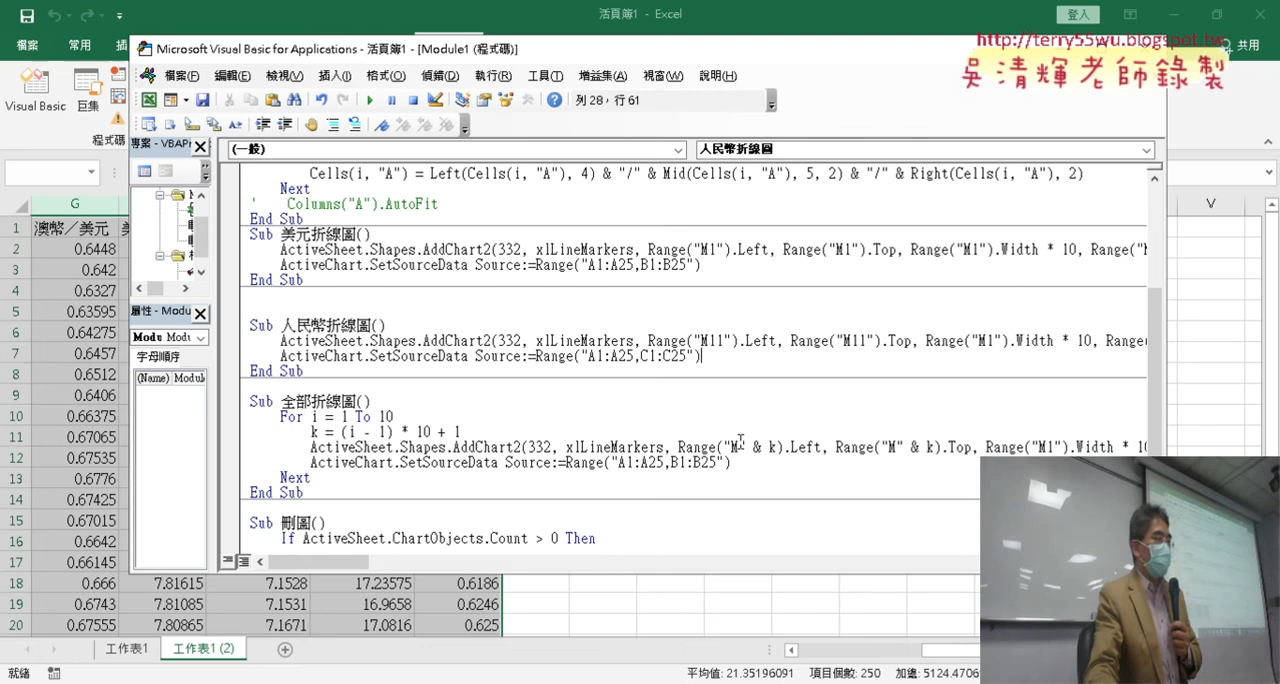 活頁簿1 - Excel
登入
http://terry55wu.blogspot.tw
吳清輝老師錄製
檔案 常用 插
共用
Microsoft Visual Basic for Applications - 活頁簿1 - [Module1 (程式碼)]
檔案(F) 編輯(E) 檢視(V) 插入(I) 格式(O) 偵錯(D) 執行(R) 工具(T) 增益集(A) 視窗(W) 說明(H)
列 28，行 61
Visual Basic 巨集
程式碼
專案 - VBAPr
(一般)
人民幣折線圖
Cells(i, "A") = Left(Cells(i, "A"), 4) & "/" & Mid(Cells(i, "A"), 5, 2) & "/" & Right(Cells(i, "A"), 2)
Next
' Columns("A").AutoFit
End Sub
Sub 美元折線圖()
ActiveSheet.Shapes.AddChart2(332, xlLineMarkers, Range("M1").Left, Range("M1").Top, Range("M1").Width * 10, Range("M
ActiveChart.SetSourceData Source:=Range("A1:A25,B1:B25")
End Sub
Sub 人民幣折線圖()
ActiveSheet.Shapes.AddChart2(332, xlLineMarkers, Range("M11").Left, Range("M11").Top, Range("M1").Width * 10, Range
ActiveChart.SetSourceData Source:=Range("A1:A25,C1:C25")
End Sub
Sub 全部折線圖()
For i = 1 To 10
k = (i - 1) * 10 + 1
ActiveSheet.Shapes.AddChart2(332, xlLineMarkers, Range("M" & k).Left, Range("M" & k).Top, Range("M1").Width * 10
ActiveChart.SetSourceData Source:=Range("A1:A25,B1:B25")
Next
End Sub
Sub 刪圖()
If ActiveSheet.ChartObjects.Count > 0 Then
屬性 - Modu
Modu Modu
字母順序
(Name) Modul
G
V
1 澳幣／美元
2 0.6448
3 0.642
4 0.6327
5 0.63595
6 0.64275
7 0.6457
8 0.6512
9 0.6406
10 0.66375
11 0.67065
12 0.67535
13 0.6776
14 0.67425
15 0.67015
16 0.6642
17 0.66145
18 0.666 7.81615 7.1528 17.23575 0.6186
19 0.6743 7.81085 7.1531 16.9658 0.6246
20 0.67555 7.80865 7.1671 17.0816 0.625
工作表1 工作表1 (2)
就緒
平均值: 21.35196091 項目個數: 250 加總: 5124.4706